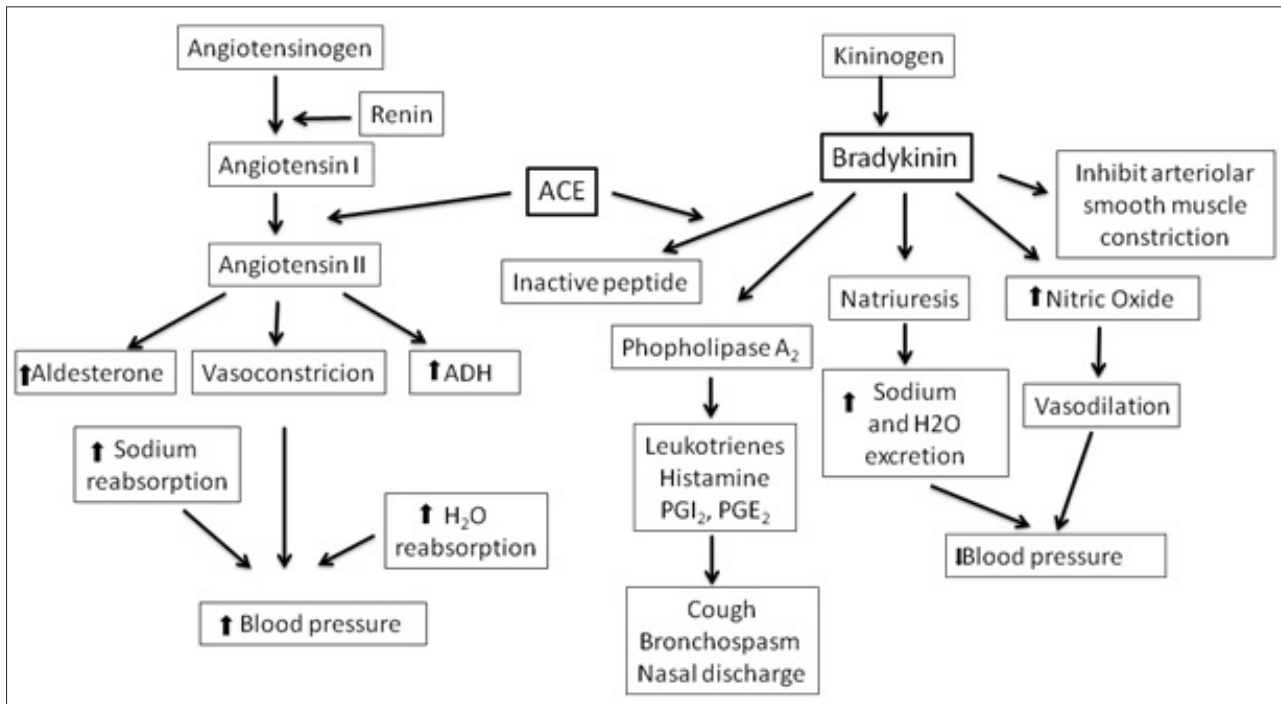 Angiotensinogen
Renin
Angiotensin I
ACE
Angiotensin II
⬆Aldesterone
Vasoconstricion
⬆ADH
⬆ Sodium
reabsorption
⬆ H₂O
reabsorption
⬆ Blood pressure
Kininogen
Bradykinin
Inhibit arteriolar
smooth muscle
constriction
Inactive peptide
Phopholipase A₂
Leukotrienes
Histamine
PGI₂, PGE₂
Cough
Bronchospasm
Nasal discharge
Natriuresis
⬆ Sodium
and H2O
excretion
⬆Nitric Oxide
Vasodilation
Blood pressure